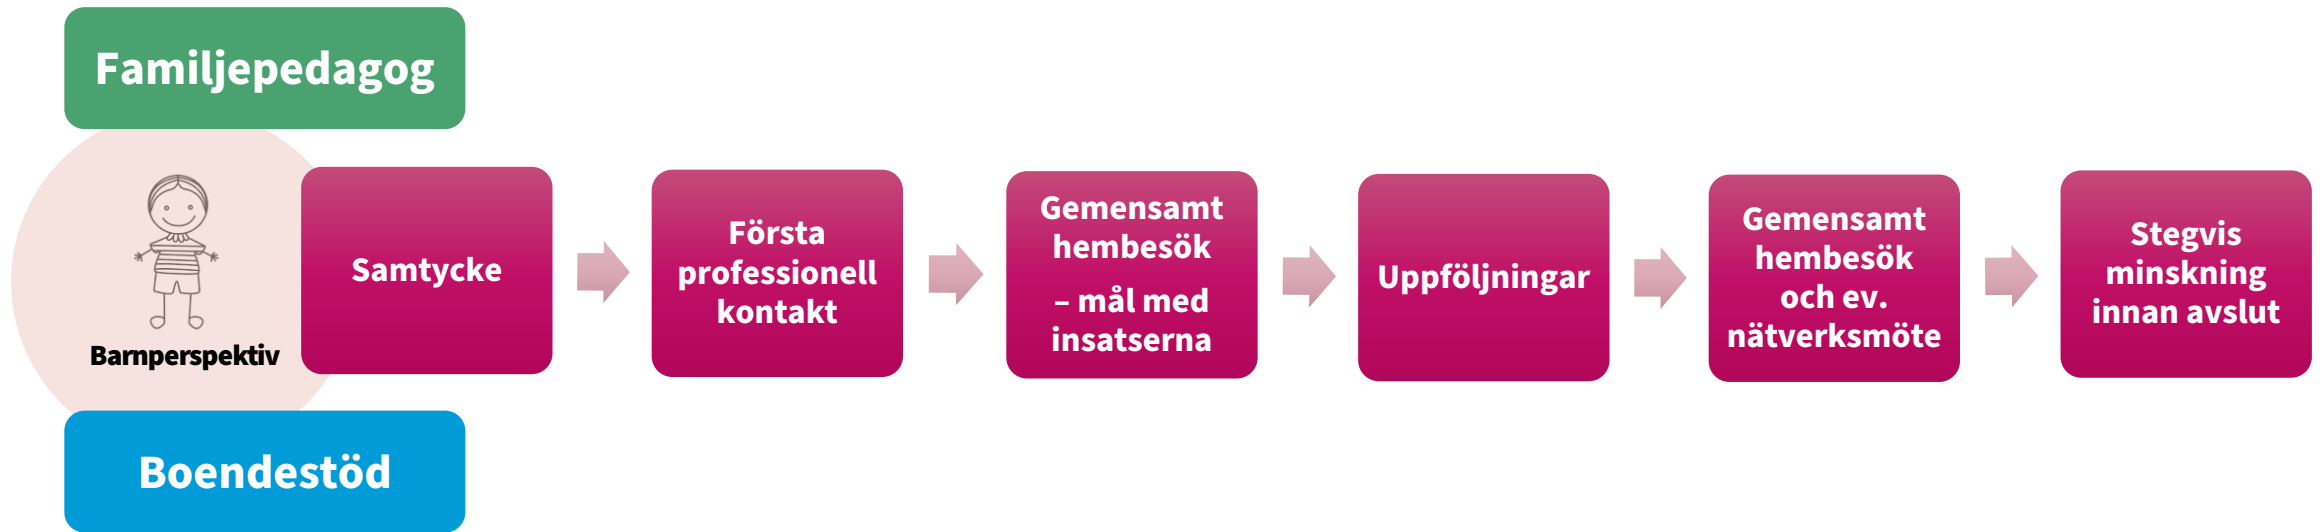 Familjepedagog
Barnperspektiv
Boendestöd
Samtycke
Första
professionell
kontakt
Gemensamt
hembesök
– mål med
insatserna
Uppföljningar
Gemensamt
hembesök
och ev.
nätverksmöte
Stegvis
minskning
innan avslut